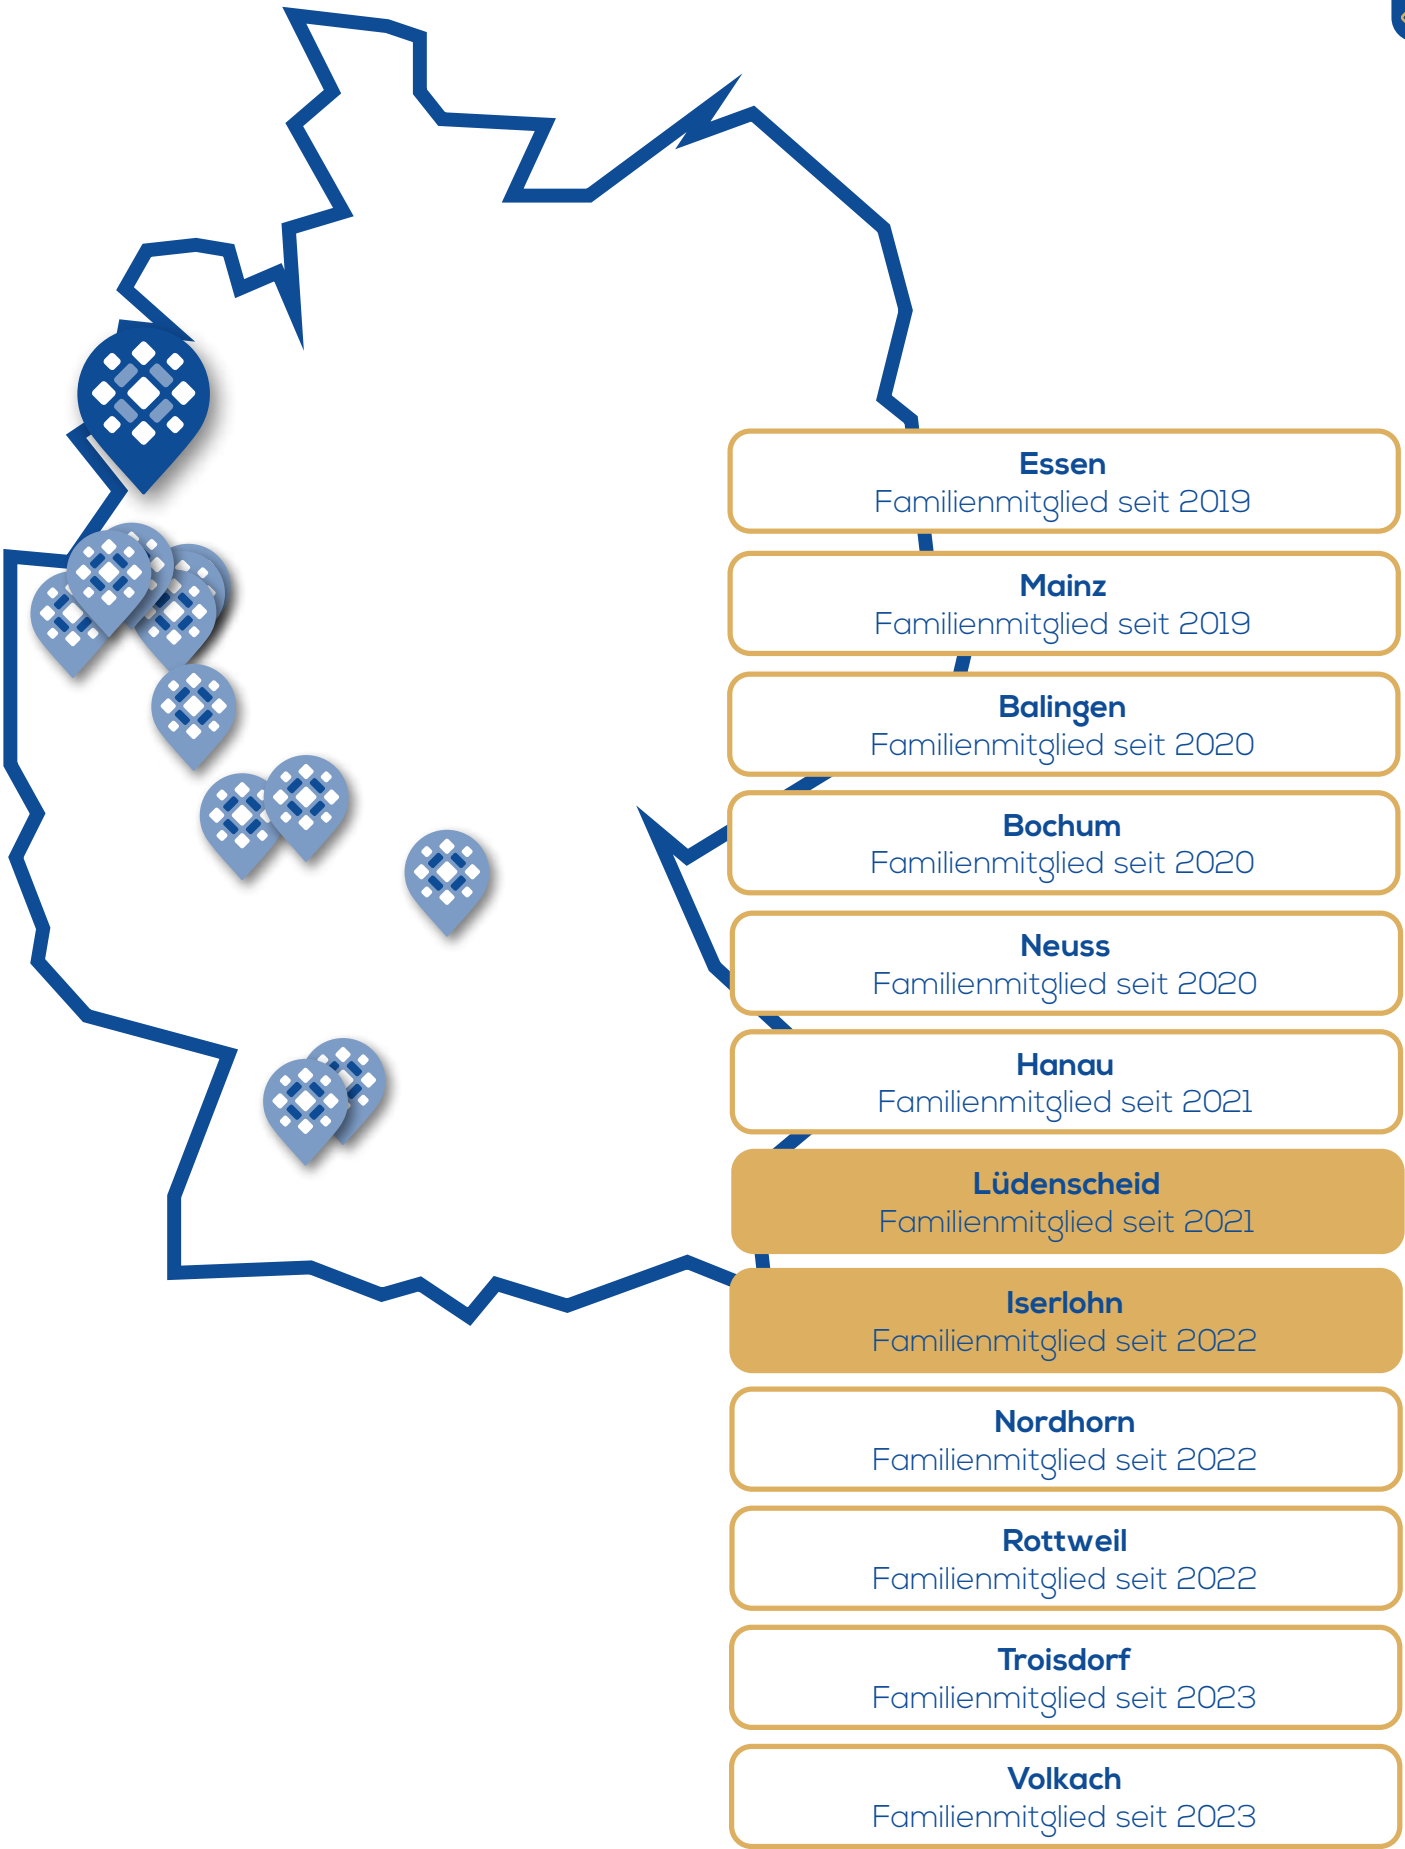 Essen
Familienmitglied seit 2019
Mainz
Familienmitglied seit 2019
Balingen
Familienmitglied seit 2020
Bochum
Familienmitglied seit 2020
Neuss
Familienmitglied seit 2020
Hanau
Familienmitglied seit 2021
Lüdenscheid
Familienmitglied seit 2021
Iserlohn
Familienmitglied seit 2022
Nordhorn
Familienmitglied seit 2022
Rottweil
Familienmitglied seit 2022
Troisdorf
Familienmitglied seit 2023
Volkach
Familienmitglied seit 2023